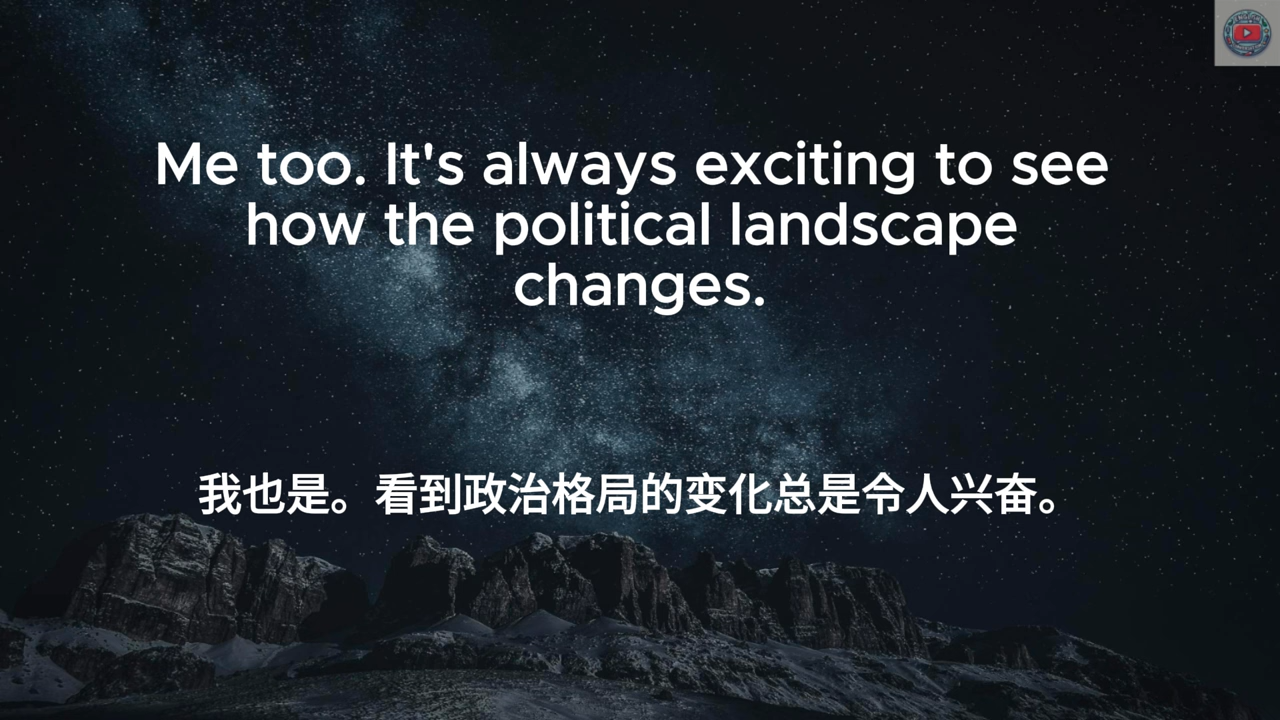 Me too. It's always exciting to see
how the political landscape
changes.
我也是。看到政治格局的变化总是令人兴奋。